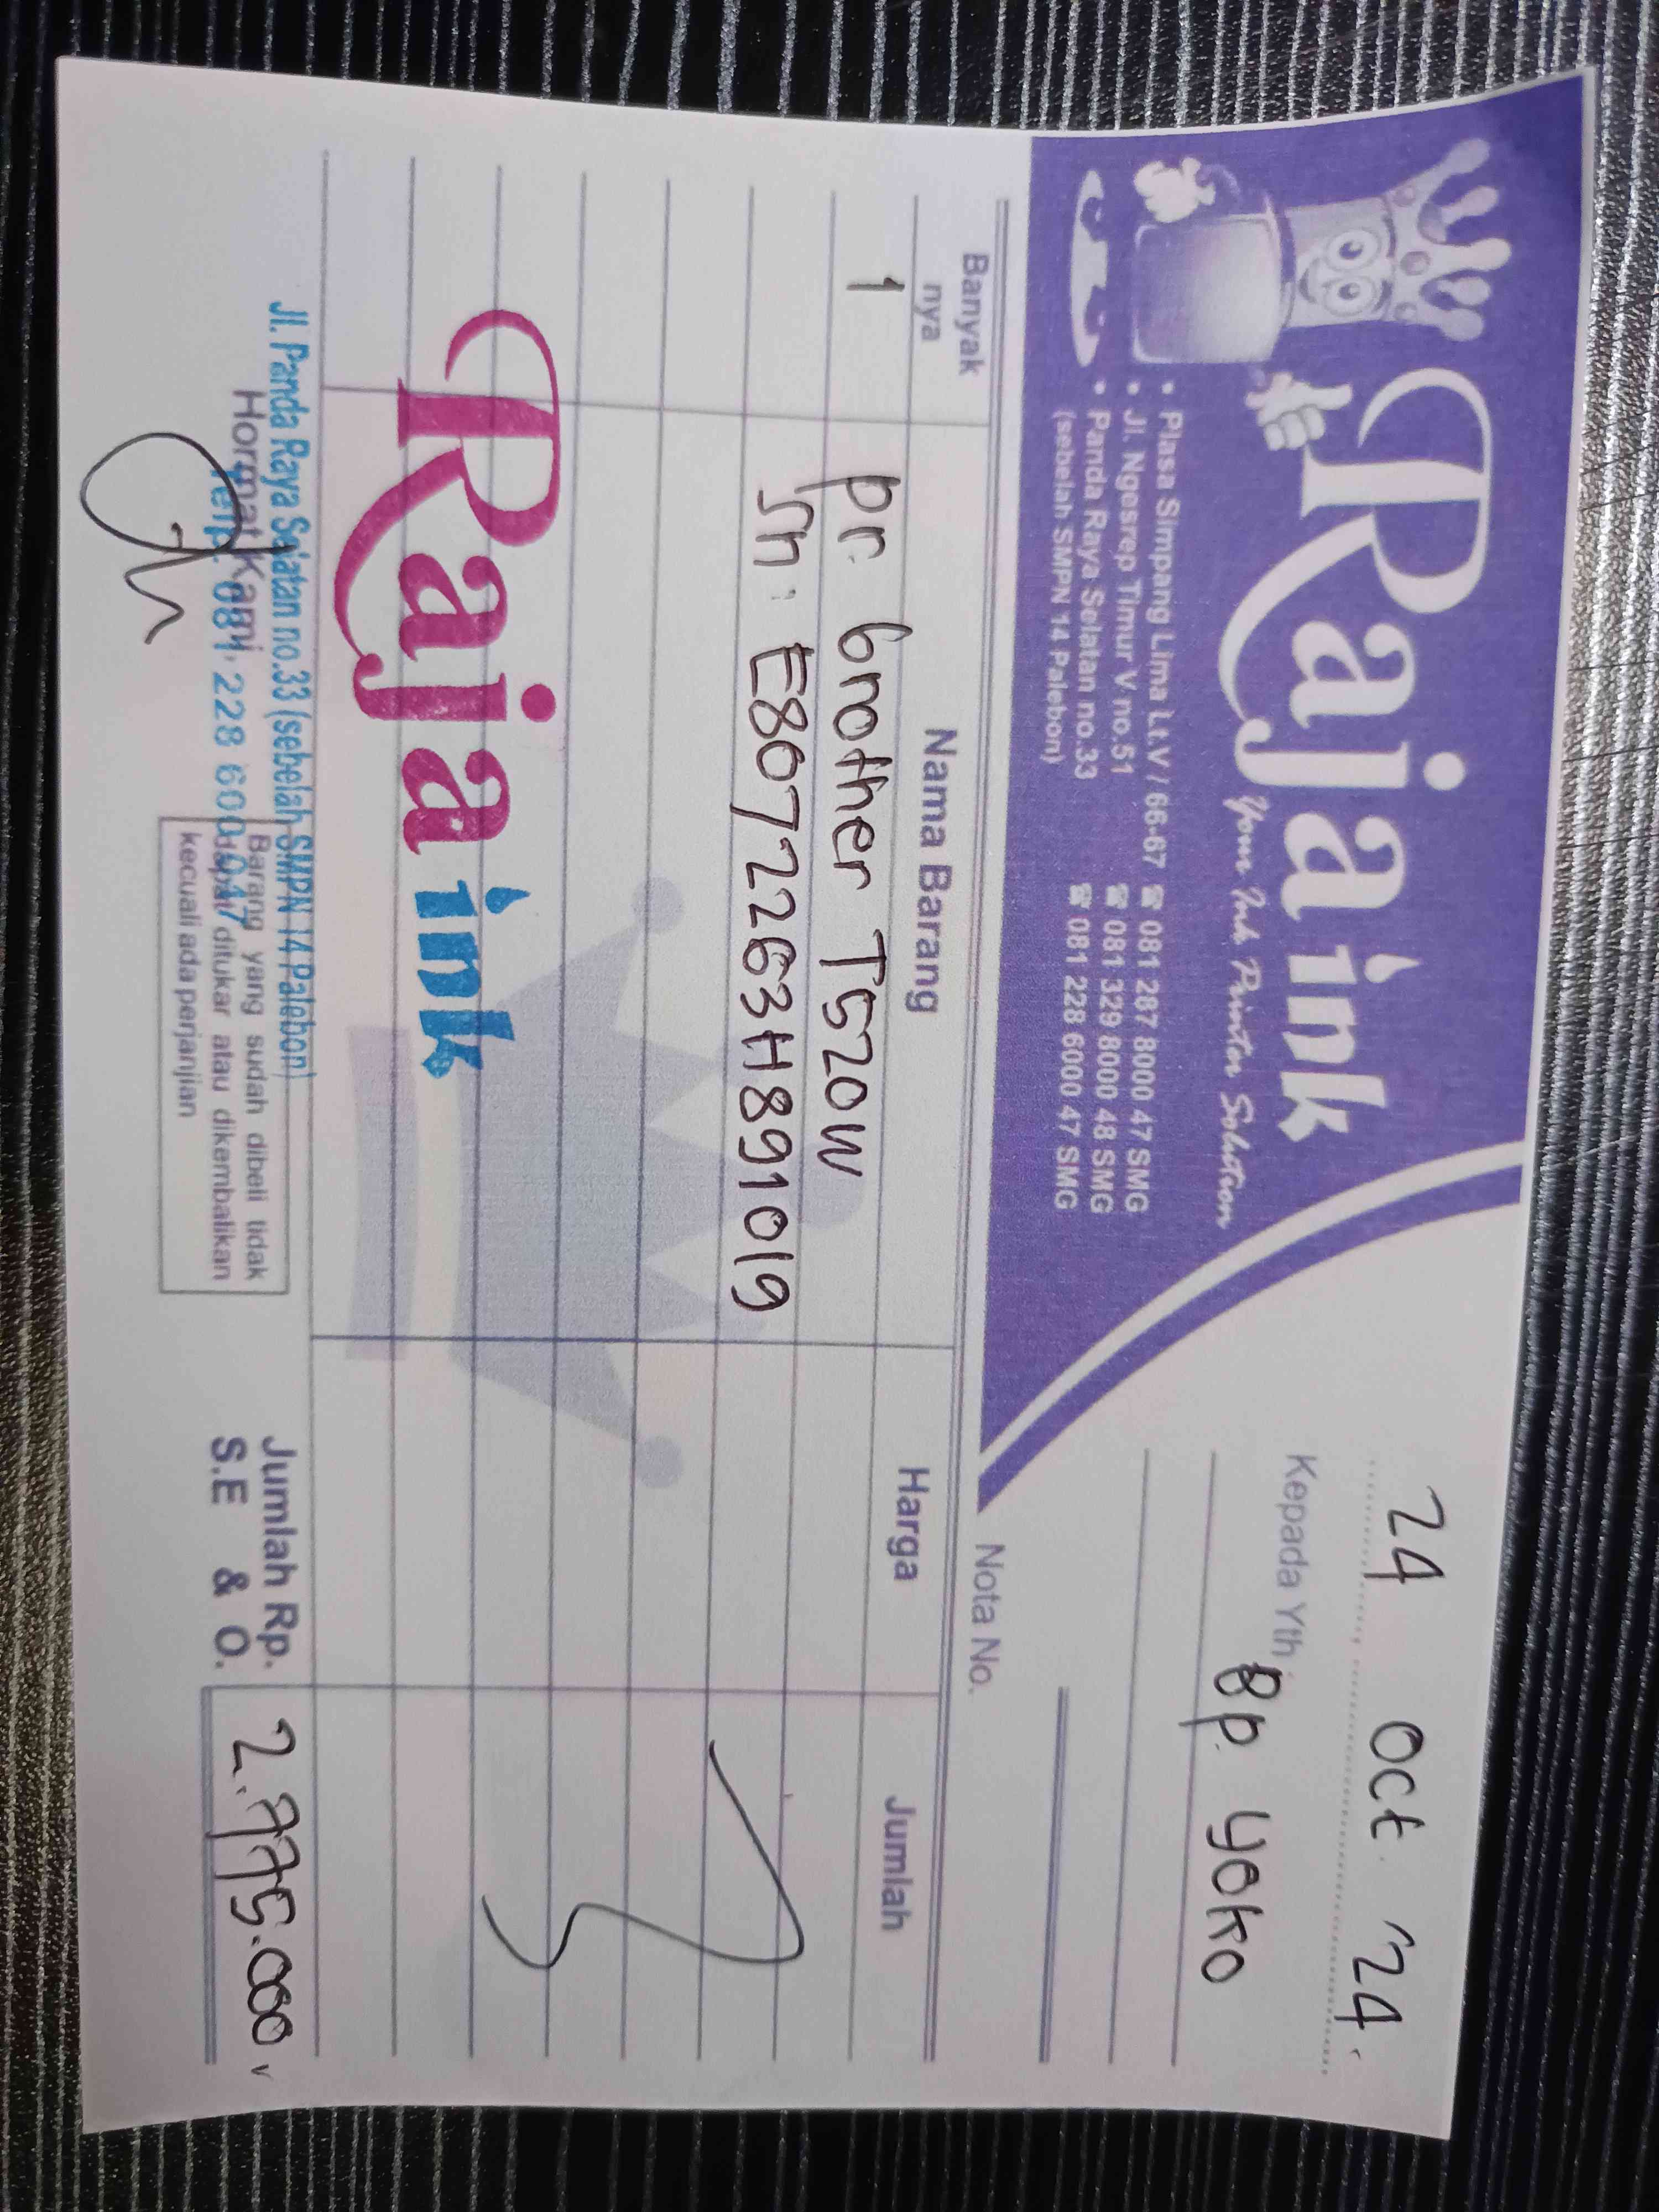 Raja ink
Your Ink Printer Solution
• Plasa Simpang Lima Lt.V / 66-67 ☎ 081 287 8000 47 SMG
• Jl. Ngesrep Timur V no.51 ☎ 081 329 8000 48 SMG
• Panda Raya Selatan no.33 ☎ 081 228 6000 47 SMG
(sebelah SMPN 14 Palebon)
24 Oct '24
Kepada Yth.
Bp. Yoko
Nota No.
Banyak nya Nama Barang Harga Jumlah
1 pr. brother T520W
sn: E80722G3H891019
Raja ink
Jl. Panda Raya Selatan no.33 (sebelah SMPN 14 Palebon)
Telp. 081 228 6000 47
Hormat Kami,
Barang yang sudah dibeli tidak
dapat ditukar atau dikembalikan
kecuali ada perjanjian
Jumlah Rp. 2.775.000,
S.E & O.